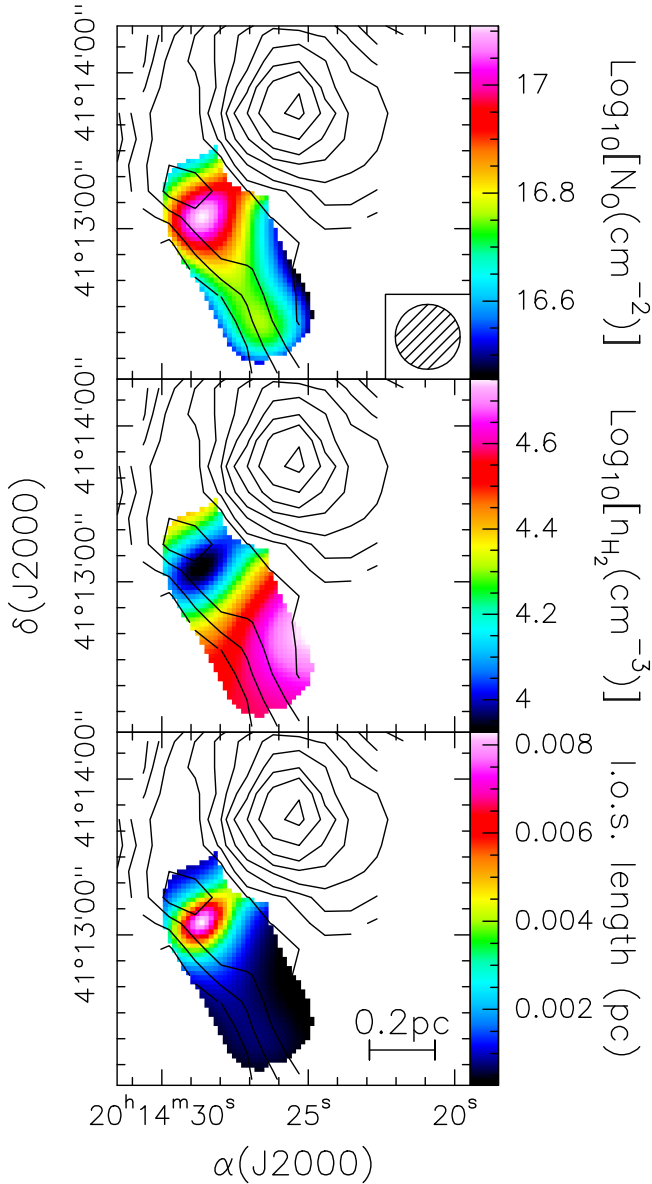 41°14'00"
41°13'00"
17
16.8
16.6
Log₁₀[N_O(cm⁻²)]
41°14'00"
41°13'00"
4.6
4.4
4.2
4
Log₁₀[n_H₂(cm⁻³)]
δ(J2000)
41°14'00"
41°13'00"
0.008
0.006
0.004
0.002
l.o.s. length (pc)
0.2pc
20ʰ14ᵐ30ˢ 25ˢ 20ˢ
α(J2000)